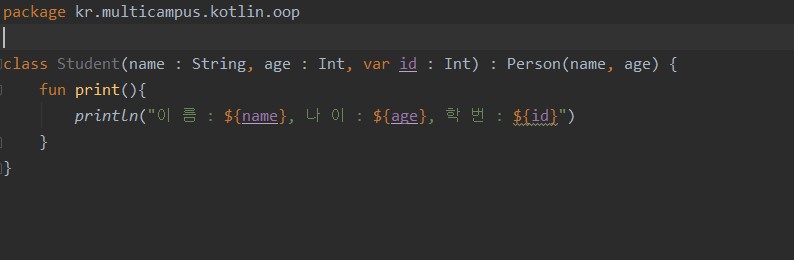 package kr.multicampus.kotlin.oop
class Student(name : String, age : Int, var id : Int) : Person(name, age) {
fun print(){
println("이 름 : ${name}, 나 이 : ${age}, 학 번 : ${id}")
}
}